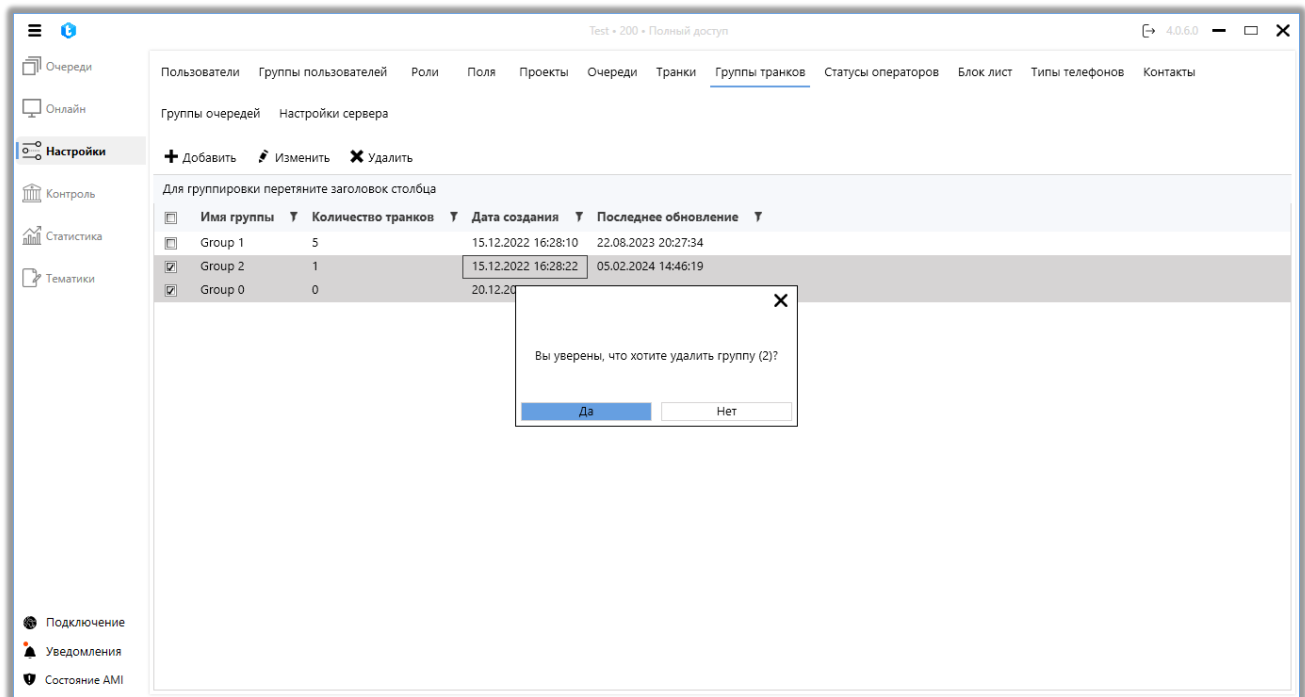 Test • 200 • Полный доступ
4.0.6.0
Очереди
Онлайн
Настройки
Контроль
Статистика
Тематики
Пользователи Группы пользователей Роли Поля Проекты Очереди Транки Группы транков Статусы операторов Блок лист Типы телефонов Контакты
Группы очередей Настройки сервера
Добавить Изменить Удалить
Для группировки перетяните заголовок столбца
Имя группы Количество транков Дата создания Последнее обновление
Group 1 5 15.12.2022 16:28:10 22.08.2023 20:27:34
Group 2 1 15.12.2022 16:28:22 05.02.2024 14:46:19
Group 0 0 20.12.20
Вы уверены, что хотите удалить группу (2)?
Да Нет
Подключение
Уведомления
Состояние AMI